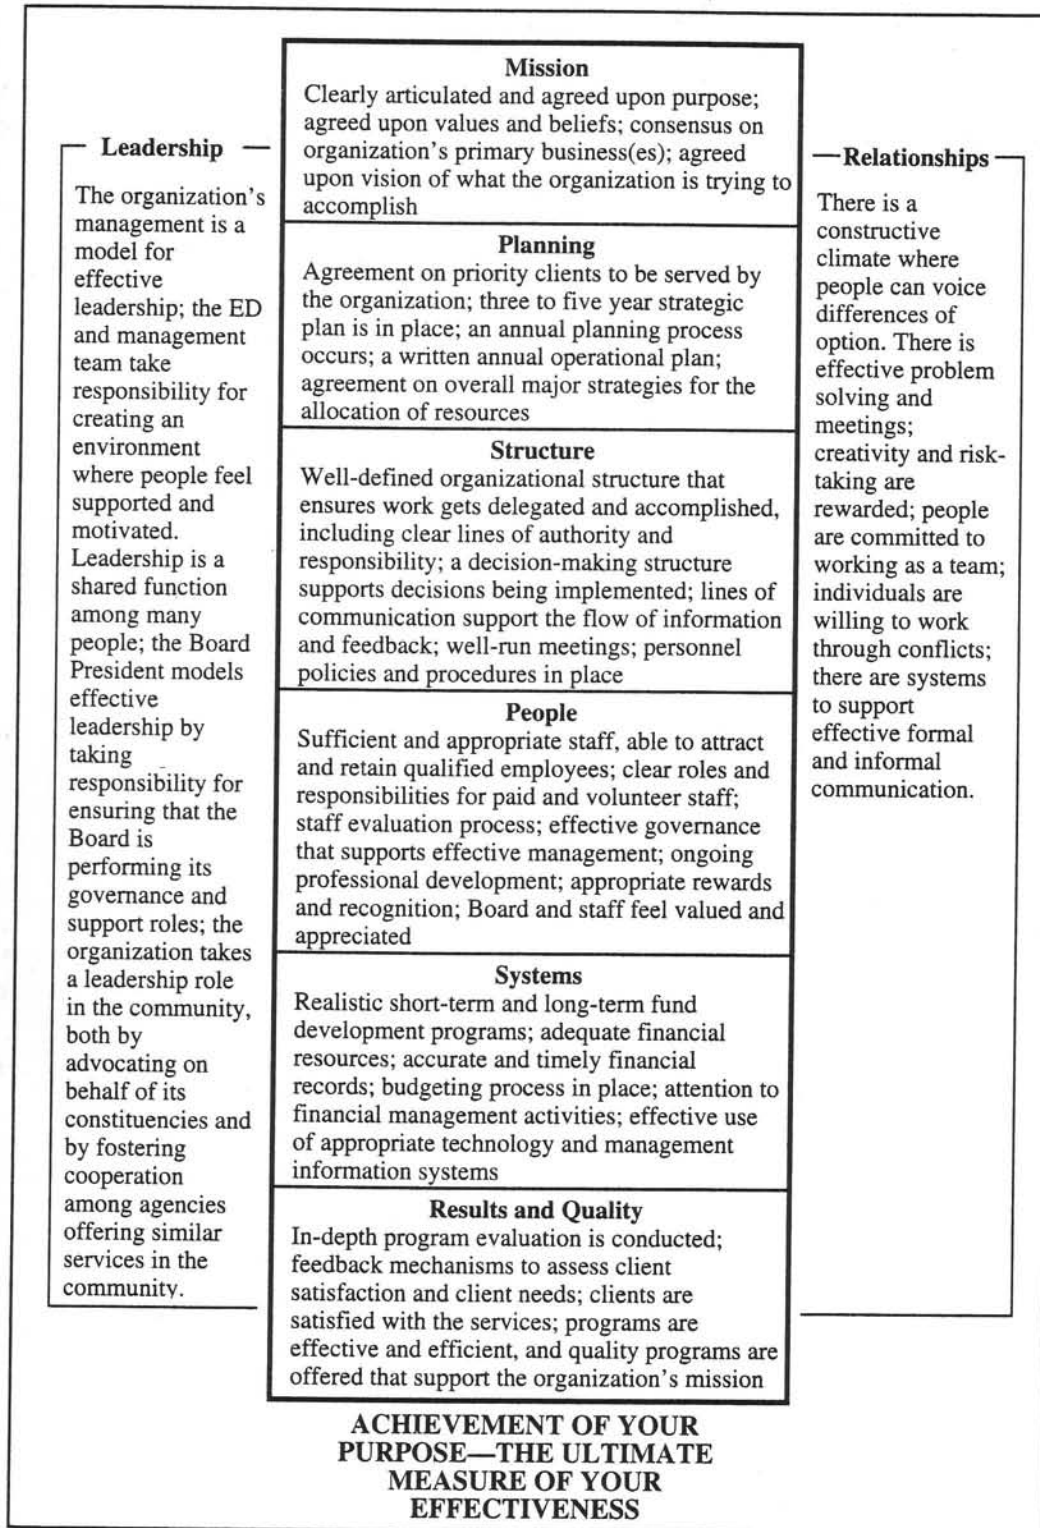 Leadership
The organization's
management is a
model for
effective
leadership; the ED
and management
team take
responsibility for
creating an
environment
where people feel
supported and
motivated.
Leadership is a
shared function
among many
people; the Board
President models
effective
leadership by
taking
responsibility for
ensuring that the
Board is
performing its
governance and
support roles; the
organization takes
a leadership role
in the community,
both by
advocating on
behalf of its
constituencies and
by fostering
cooperation
among agencies
offering similar
services in the
community.
Mission
Clearly articulated and agreed upon purpose;
agreed upon values and beliefs; consensus on
organization's primary business(es); agreed
upon vision of what the organization is trying to
accomplish
Planning
Agreement on priority clients to be served by
the organization; three to five year strategic
plan is in place; an annual planning process
occurs; a written annual operational plan;
agreement on overall major strategies for the
allocation of resources
Structure
Well-defined organizational structure that
ensures work gets delegated and accomplished,
including clear lines of authority and
responsibility; a decision-making structure
supports decisions being implemented; lines of
communication support the flow of information
and feedback; well-run meetings; personnel
policies and procedures in place
People
Sufficient and appropriate staff, able to attract
and retain qualified employees; clear roles and
responsibilities for paid and volunteer staff;
staff evaluation process; effective governance
that supports effective management; ongoing
professional development; appropriate rewards
and recognition; Board and staff feel valued and
appreciated
Systems
Realistic short-term and long-term fund
development programs; adequate financial
resources; accurate and timely financial
records; budgeting process in place; attention to
financial management activities; effective use
of appropriate technology and management
information systems
Results and Quality
In-depth program evaluation is conducted;
feedback mechanisms to assess client
satisfaction and client needs; clients are
satisfied with the services; programs are
effective and efficient, and quality programs are
offered that support the organization's mission
Relationships
There is a
constructive
climate where
people can voice
differences of
option. There is
effective problem
solving and
meetings;
creativity and risk-
taking are
rewarded; people
are committed to
working as a team;
individuals are
willing to work
through conflicts;
there are systems
to support
effective formal
and informal
communication.
ACHIEVEMENT OF YOUR
PURPOSE—THE ULTIMATE
MEASURE OF YOUR
EFFECTIVENESS